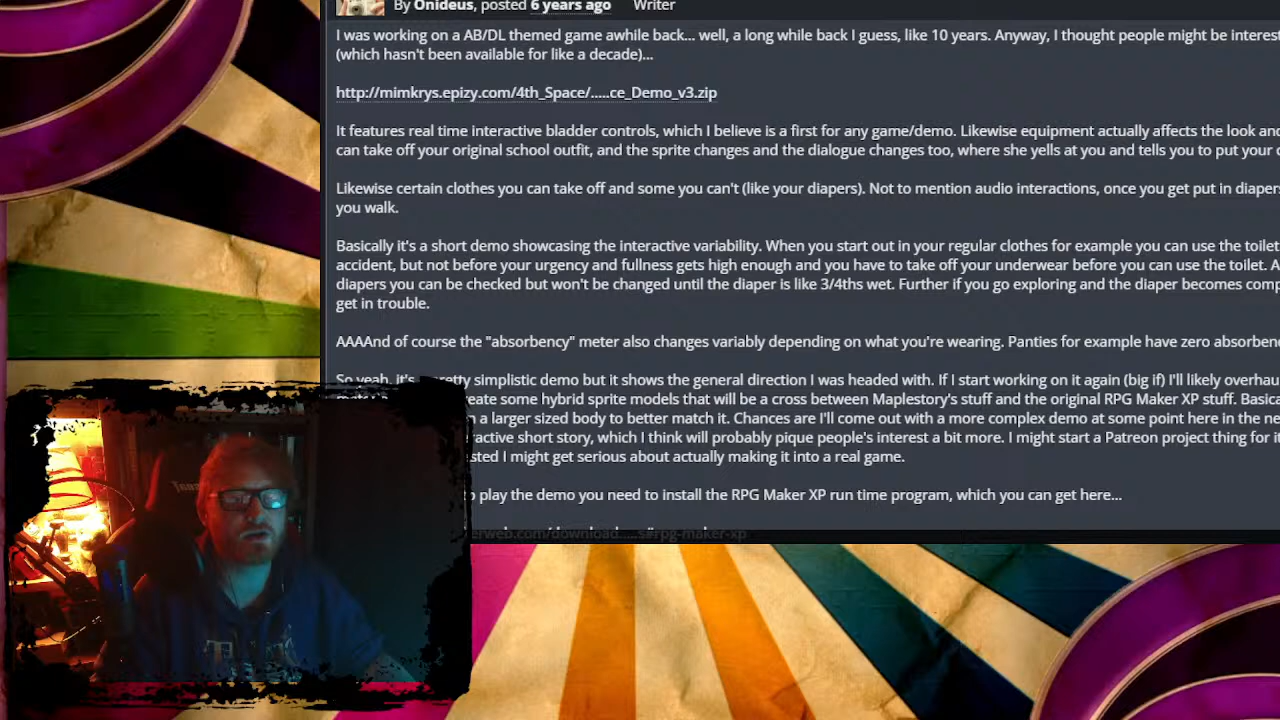 By Onideus, posted 6 years ago Writer
I was working on a AB/DL themed game awhile back... well, a long while back I guess, like 10 years. Anyway, I thought people might be interest
(which hasn't been available for like a decade)...
http://mimkrys.epizy.com/4th_Space/.....ce_Demo_v3.zip
It features real time interactive bladder controls, which I believe is a first for any game/demo. Likewise equipment actually affects the look and
can take off your original school outfit, and the sprite changes and the dialogue changes too, where she yells at you and tells you to put your
Likewise certain clothes you can take off and some you can't (like your diapers). Not to mention audio interactions, once you get put in diapers
you walk.
Basically it's a short demo showcasing the interactive variability. When you start out in your regular clothes for example you can use the toilet
accident, but not before your urgency and fullness gets high enough and you have to take off your underwear before you can use the toilet. A
diapers you can be checked but won't be changed until the diaper is like 3/4ths wet. Further if you go exploring and the diaper becomes comp
get in trouble.
AAAAnd of course the "absorbency" meter also changes variably depending on what you're wearing. Panties for example have zero absorben
So yeah, it's pretty simplistic demo but it shows the general direction I was headed with. If I start working on it again (big if) I'll likely overhau
reate some hybrid sprite models that will be a cross between Maplestory's stuff and the original RPG Maker XP stuff. Basica
a larger sized body to better match it. Chances are I'll come out with a more complex demo at some point here in the ne
ractive short story, which I think will probably pique people's interest a bit more. I might start a Patreon project thing for it
sted I might get serious about actually making it into a real game.
play the demo you need to install the RPG Maker XP run time program, which you can get here...
erweb.com/download.....s#rpg-maker-xp